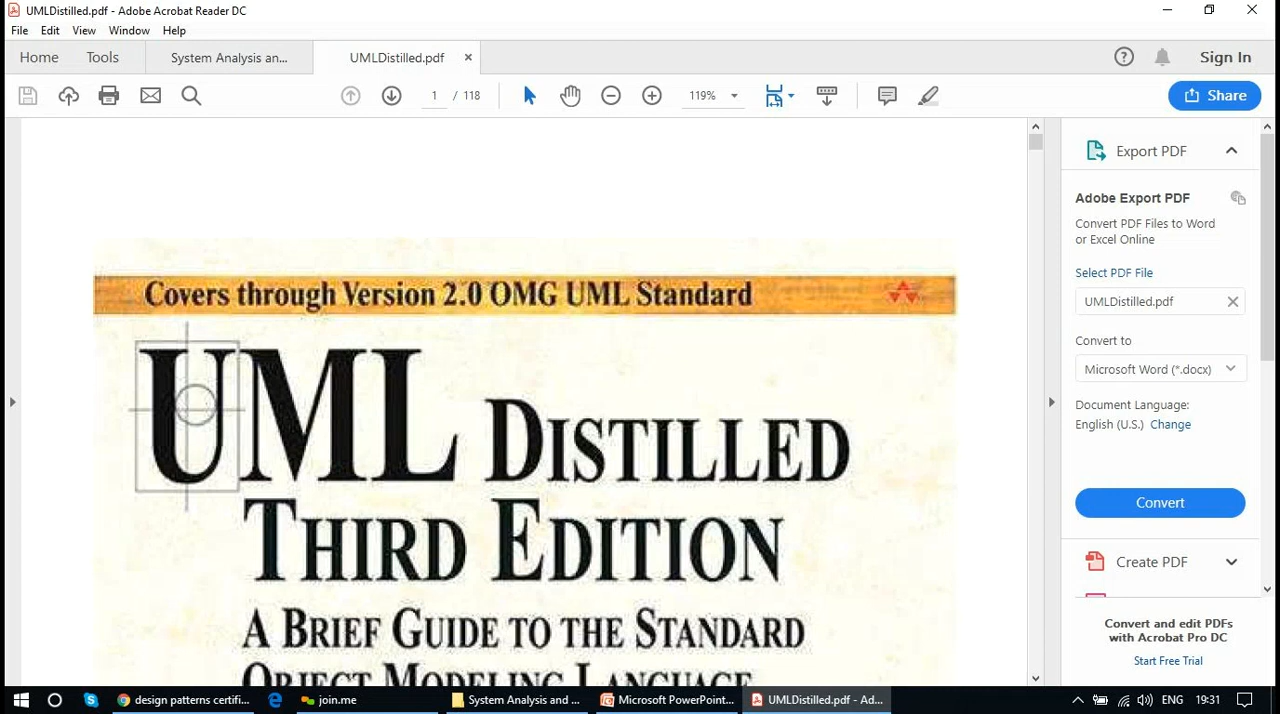 UMLDistilled.pdf - Adobe Acrobat Reader DC
File Edit View Window Help
Home Tools System Analysis an... UMLDistilled.pdf Sign In
1 / 118 119% Share
Export PDF
Adobe Export PDF
Convert PDF Files to Word
or Excel Online
Select PDF File
UMLDistilled.pdf
Convert to
Microsoft Word (*.docx)
Document Language:
English (U.S.) Change
Convert
Create PDF
Convert and edit PDFs
with Acrobat Pro DC
Start Free Trial
Covers through Version 2.0 OMG UML Standard
UML DISTILLED
THIRD EDITION
A BRIEF GUIDE TO THE STANDARD
OBJECT MODELING LANGUAGE
design patterns certifi... join.me System Analysis and ... Microsoft PowerPoint... UMLDistilled.pdf - Ad... ENG 19:31